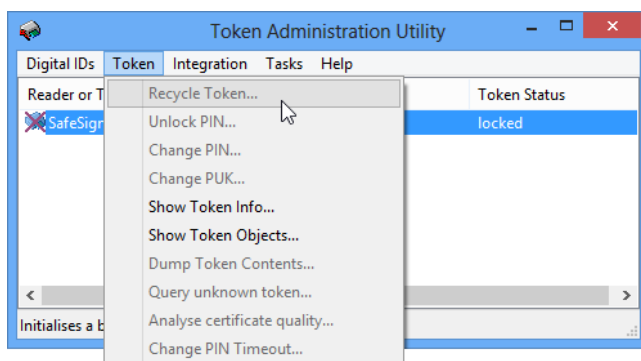 Token Administration Utility
Digital IDs Token Integration Tasks Help
Reader or T Token Status
SafeSign locked
Recycle Token...
Unlock PIN...
Change PIN...
Change PUK...
Show Token Info...
Show Token Objects...
Dump Token Contents...
Query unknown token...
Initialises a b
Analyse certificate quality...
Change PIN Timeout...